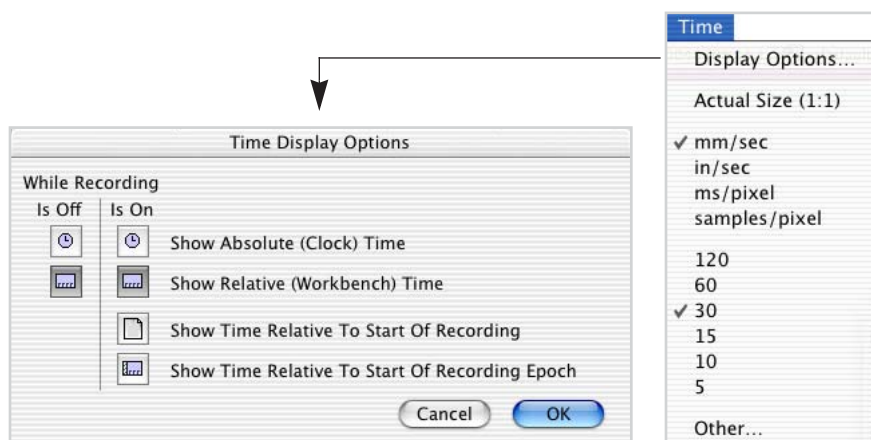 Time
Display Options...
Actual Size (1:1)
✓ mm/sec
in/sec
ms/pixel
samples/pixel
120
60
✓ 30
15
10
5
Other...
Time Display Options
While Recording
Is Off Is On
Show Absolute (Clock) Time
Show Relative (Workbench) Time
Show Time Relative To Start Of Recording
Show Time Relative To Start Of Recording Epoch
Cancel OK